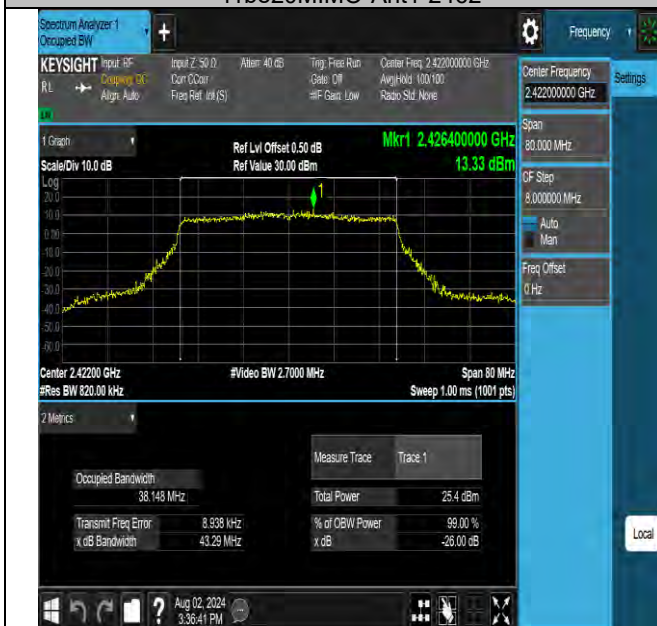 Spectrum Analyzer 1
Occupied BW
+
Frequency
KEYSIGHT Input: RF Input Z: 50 Ω Atten: 40 dB Trig: Free Run Center Freq: 2.422000000 GHz
RL Coupling: DC Corr CCorr Gate: Off Avg|Hold: 100/100
Align: Auto Freq Ref: Int (S) #IF Gain: Low Radio Std: None
Center Frequency
2.422000000 GHz
Settings
Span
80.000 MHz
CF Step
8.000000 MHz
Auto
Man
Freq Offset
0 Hz
1 Graph
Ref Lvl Offset 0.50 dB Mkr1 2.426400000 GHz
Scale/Div 10.0 dB Ref Value 30.00 dBm 13.33 dBm
Log
20.0
10.0
0.00
-10.0
-20.0
-30.0
-40.0
-50.0
-60.0
1
Center 2.42200 GHz #Video BW 2.7000 MHz Span 80 MHz
#Res BW 820.00 kHz Sweep 1.00 ms (1001 pts)
2 Metrics
Measure Trace Trace 1
Occupied Bandwidth
38.148 MHz Total Power 25.4 dBm
Transmit Freq Error 8.938 kHz % of OBW Power 99.00 %
x dB Bandwidth 43.29 MHz x dB -26.00 dB
Local
? Aug 02, 2024
3:36:41 PM